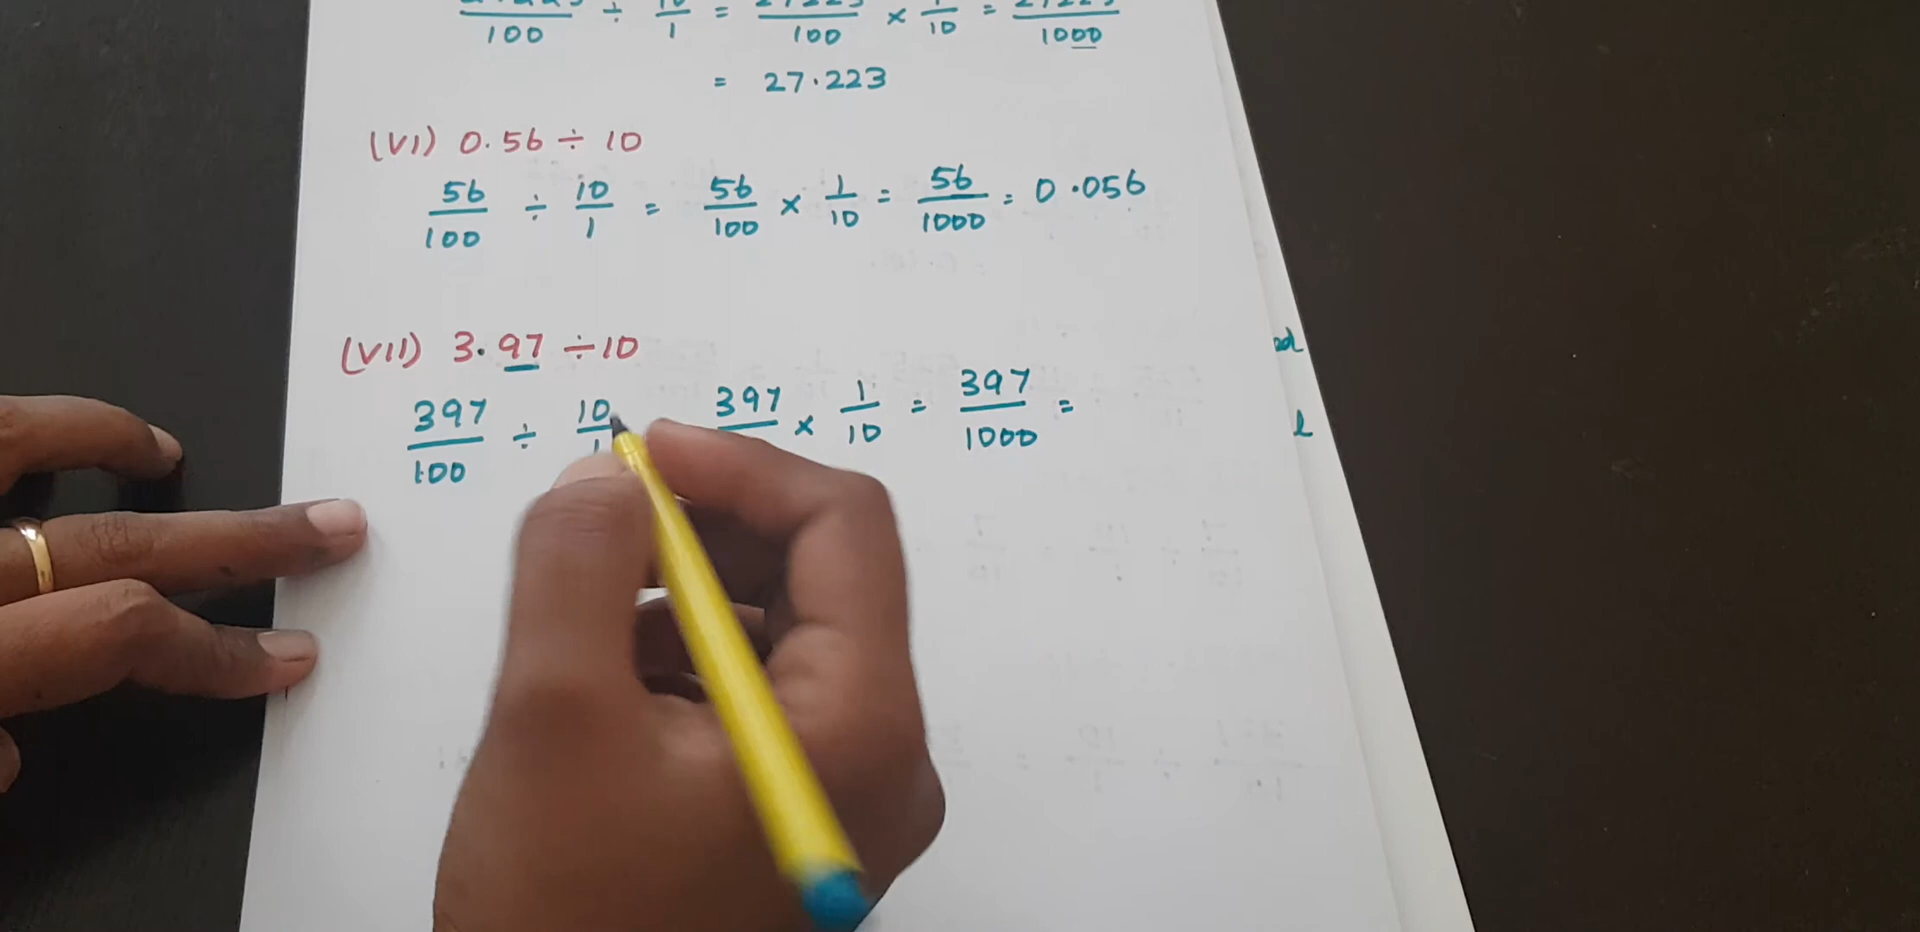 100 ÷ 1 = 100 × 10 = 1000
= 27.223
(VI) 0.56 ÷ 10
56/100 ÷ 10/1 = 56/100 × 1/10 = 56/1000 = 0.056
(VII) 3.97 ÷ 10
397/100 ÷ 10/1 397 × 1/10 = 397/1000 =